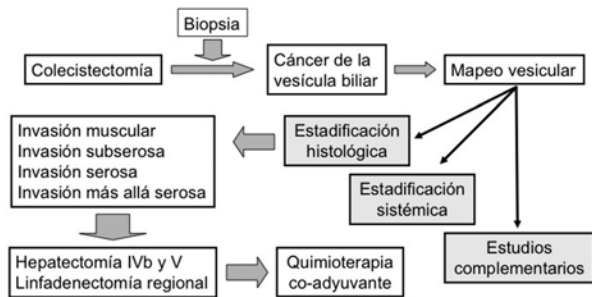 Biopsia
Colecistectomía
Cáncer de la
vesícula biliar
Mapeo vesicular
Invasión muscular
Invasión subserosa
Invasión serosa
Invasión más allá serosa
Estadificación
histológica
Estadificación
sistémica
Estudios
complementarios
Hepatectomía IVb y V
Linfadenectomía regional
Quimioterapia
co-adyuvante